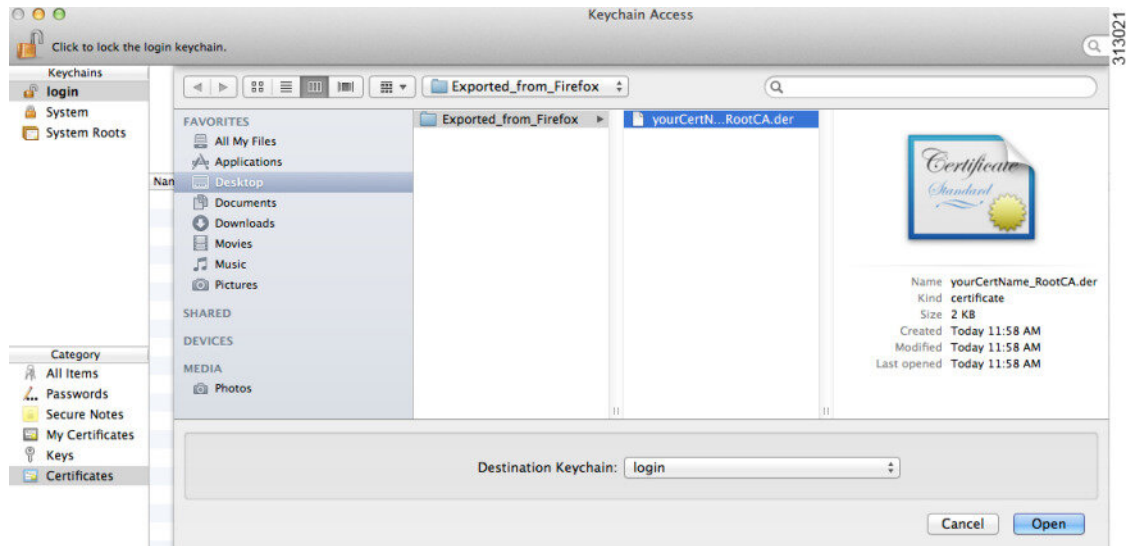 Keychain Access
313021
Click to lock the login keychain.
Keychains
login
System
System Roots
Category
All Items
Passwords
Secure Notes
My Certificates
Keys
Certificates
Nan
Exported_from_Firefox
FAVORITES
All My Files
Applications
Desktop
Documents
Downloads
Movies
Music
Pictures
SHARED
DEVICES
MEDIA
Photos
Exported_from_Firefox
yourCertN...RootCA.der
Certificate
Standard
Name yourCertName_RootCA.der
Kind certificate
Size 2 KB
Created Today 11:58 AM
Modified Today 11:58 AM
Last opened Today 11:58 AM
Destination Keychain: login
Cancel Open